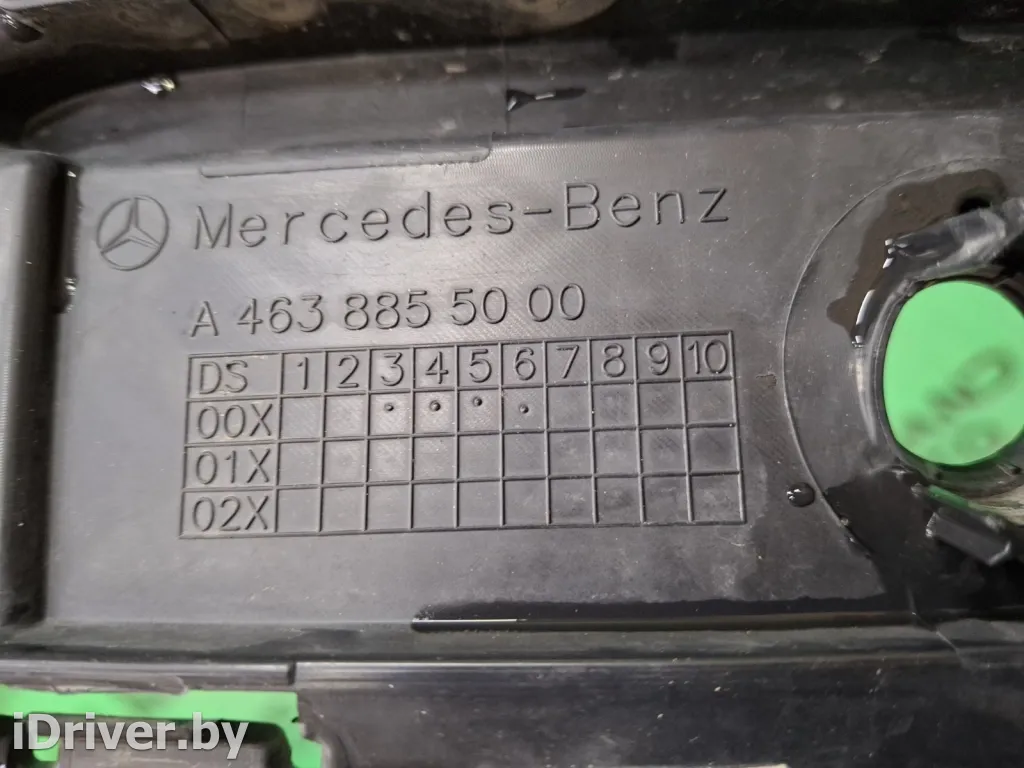 Mercedes-Benz
A 463 885 50 00
DS 1 2 3 4 5 6 7 8 9 10
00X
01X
02X
iDriver.by